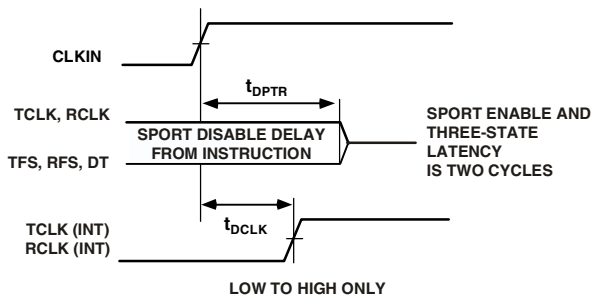 CLKIN
tDPTR
TCLK, RCLK
SPORT DISABLE DELAY
FROM INSTRUCTION
TFS, RFS, DT
SPORT ENABLE AND
THREE-STATE
LATENCY
IS TWO CYCLES
tDCLK
TCLK (INT)
RCLK (INT)
LOW TO HIGH ONLY